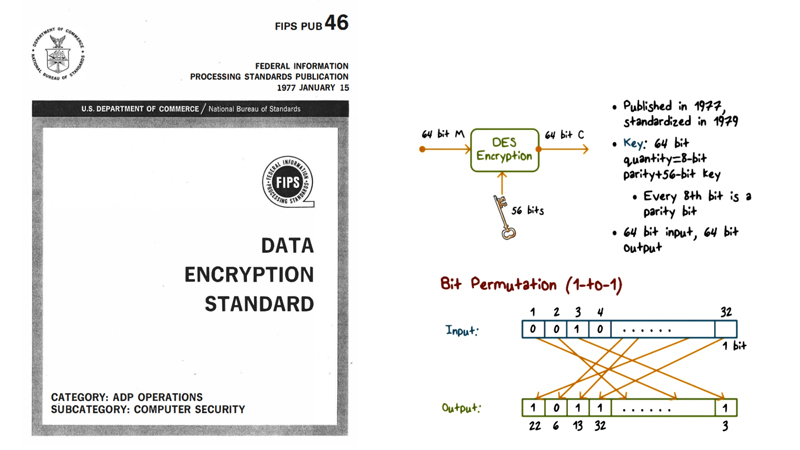 FIPS PUB 46
DEPARTMENT OF COMMERCE
NATIONAL BUREAU OF STANDARDS
FEDERAL INFORMATION
PROCESSING STANDARDS PUBLICATION
1977 JANUARY 15
U.S. DEPARTMENT OF COMMERCE / National Bureau of Standards
FEDERAL INFORMATION
FIPS
PROCESSING STANDARDS
DATA
ENCRYPTION
STANDARD
CATEGORY: ADP OPERATIONS
SUBCATEGORY: COMPUTER SECURITY
64 bit M
DES
Encryption
64 bit C
56 bits
• Published in 1977,
standardized in 1979
• Key: 64 bit
quantity=8-bit
parity+56-bit key
• Every 8th bit is a
parity bit
• 64 bit input, 64 bit
output
Bit Permutation (1-to-1)
1 2 3 4 32
Input: 0 0 1 0 ......
1 bit
Output: 1 0 1 1 ...... 1
22 6 13 32 3